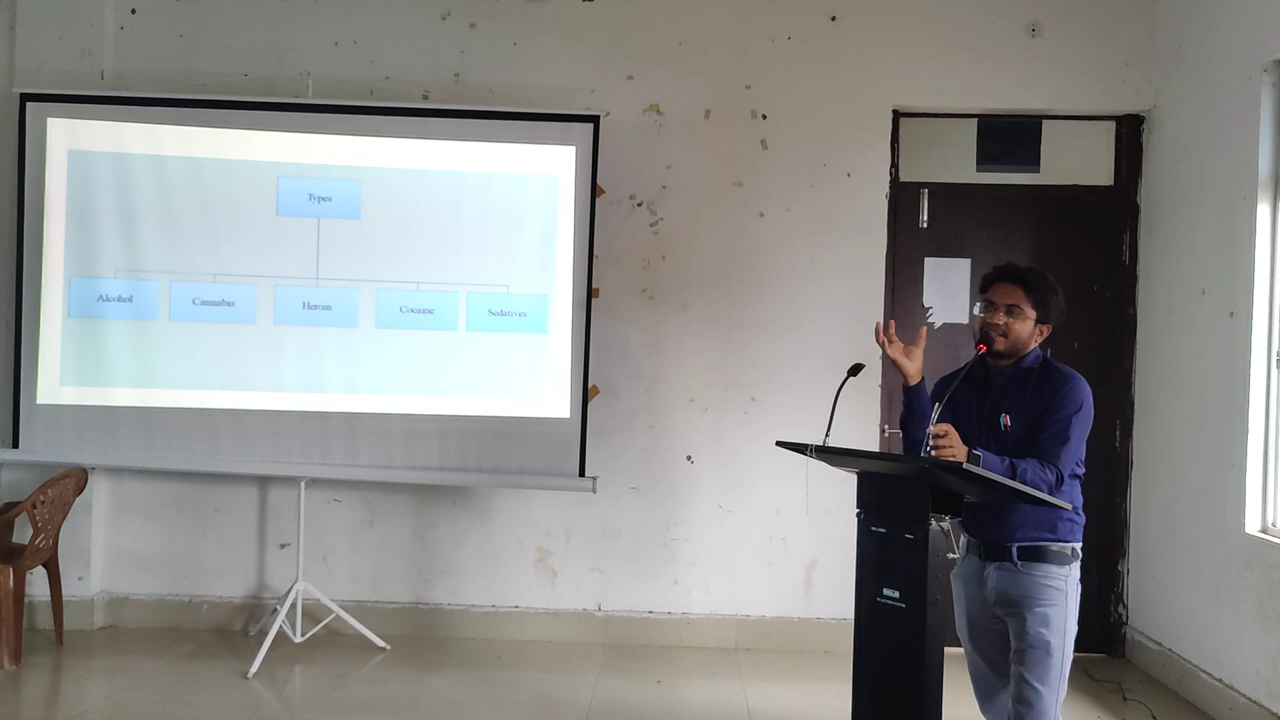 Types
Alcohol
Cannabis
Heroin
Cocaine
Sedatives